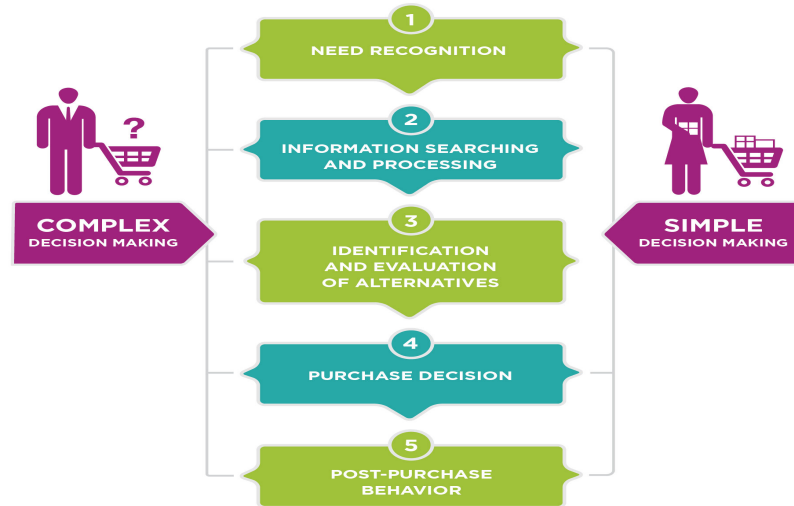 1
NEED RECOGNITION
?
2
INFORMATION SEARCHING
AND PROCESSING
COMPLEX
DECISION MAKING
3
IDENTIFICATION
AND EVALUATION
OF ALTERNATIVES
SIMPLE
DECISION MAKING
4
PURCHASE DECISION
5
POST-PURCHASE
BEHAVIOR